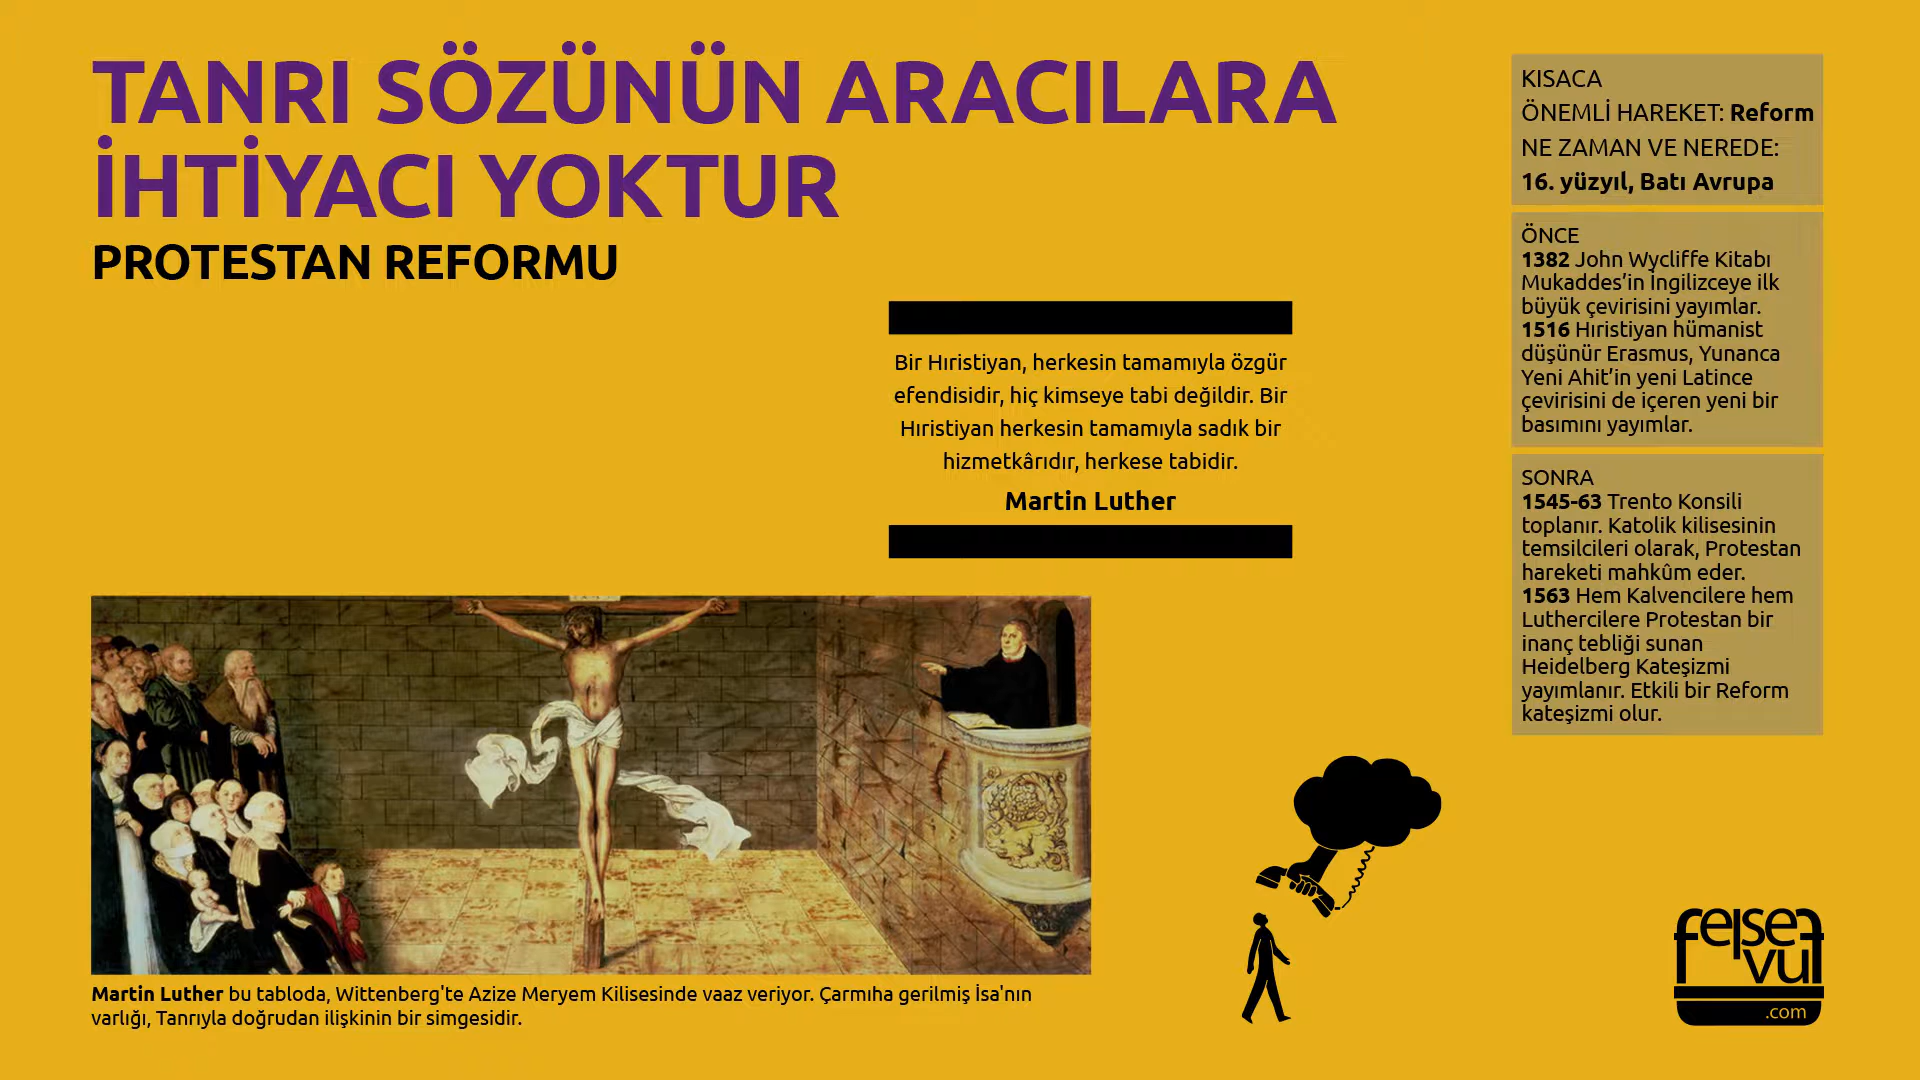 TANRI SÖZÜNÜN ARACILARA
İHTİYACI YOKTUR
PROTESTAN REFORMU
Bir Hıristiyan, herkesin tamamıyla özgür
efendisidir, hiç kimseye tabi değildir. Bir
Hıristiyan herkesin tamamıyla sadık bir
hizmetkârıdır, herkese tabidir.
Martin Luther
Martin Luther bu tabloda, Wittenberg'te Azize Meryem Kilisesinde vaaz veriyor. Çarmıha gerilmiş İsa'nın
varlığı, Tanrıyla doğrudan ilişkinin bir simgesidir.
KISACA
ÖNEMLİ HAREKET: Reform
NE ZAMAN VE NEREDE:
16. yüzyıl, Batı Avrupa
ÖNCE
1382 John Wycliffe Kitabı
Mukaddes’in İngilizceye ilk
büyük çevirisini yayımlar.
1516 Hıristiyan hümanist
düşünür Erasmus, Yunanca
Yeni Ahit’in yeni Latince
çevirisini de içeren yeni bir
basımını yayımlar.
SONRA
1545-63 Trento Konsili
toplanır. Katolik kilisesinin
temsilcileri olarak, Protestan
hareketi mahkûm eder.
1563 Hem Kalvencilere hem
Luthercilere Protestan bir
inanç tebliği sunan
Heidelberg Kateşizmi
yayımlanır. Etkili bir Reform
kateşizmi olur.
felsef
vul
.com